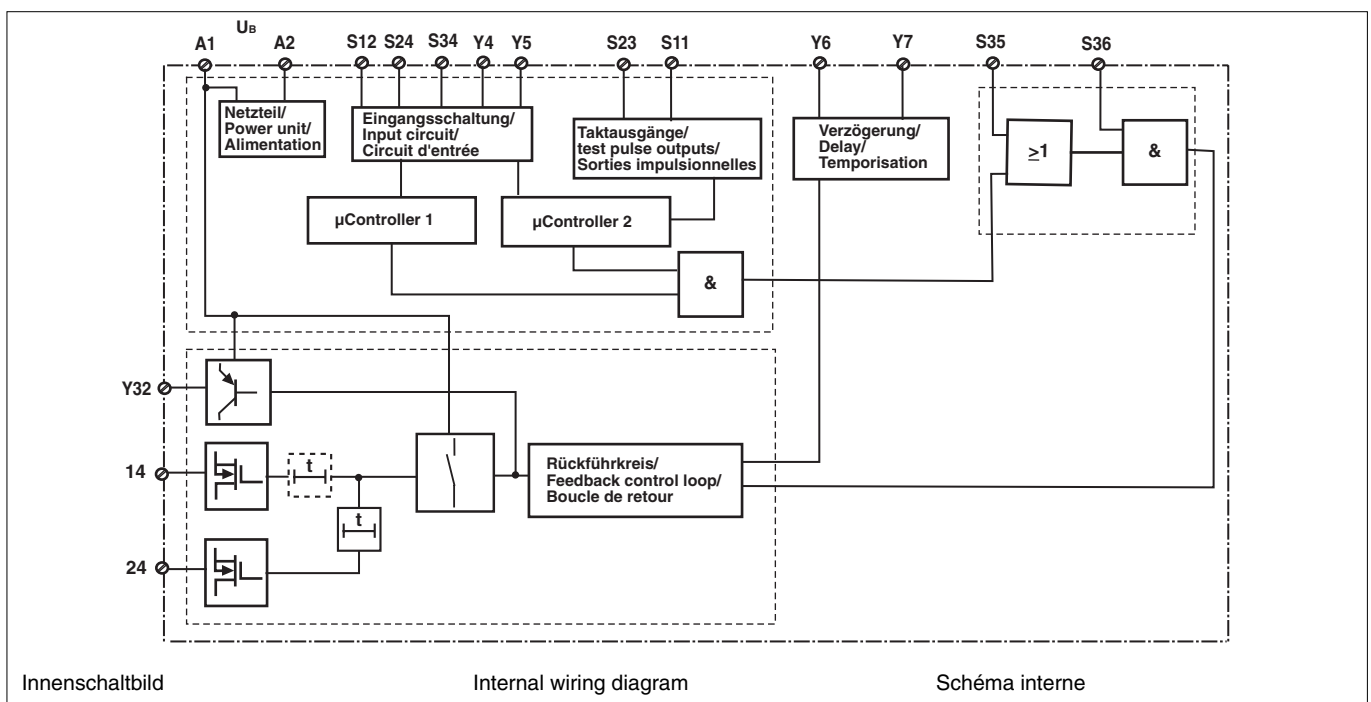 UB
A1 A2 S12 S24 S34 Y4 Y5 S23 S11 Y6 Y7 S35 S36
Netzteil/
Power unit/
Alimentation
Eingangsschaltung/
Input circuit/
Circuit d'entrée
Taktausgänge/
test pulse outputs/
Sorties impulsionnelles
Verzögerung/
Delay/
Temporisation
≥1
&
µController 1
µController 2
&
Y32
14
t
Rückführkreis/
Feedback control loop/
Boucle de retour
t
24
Innenschaltbild Internal wiring diagram Schéma interne